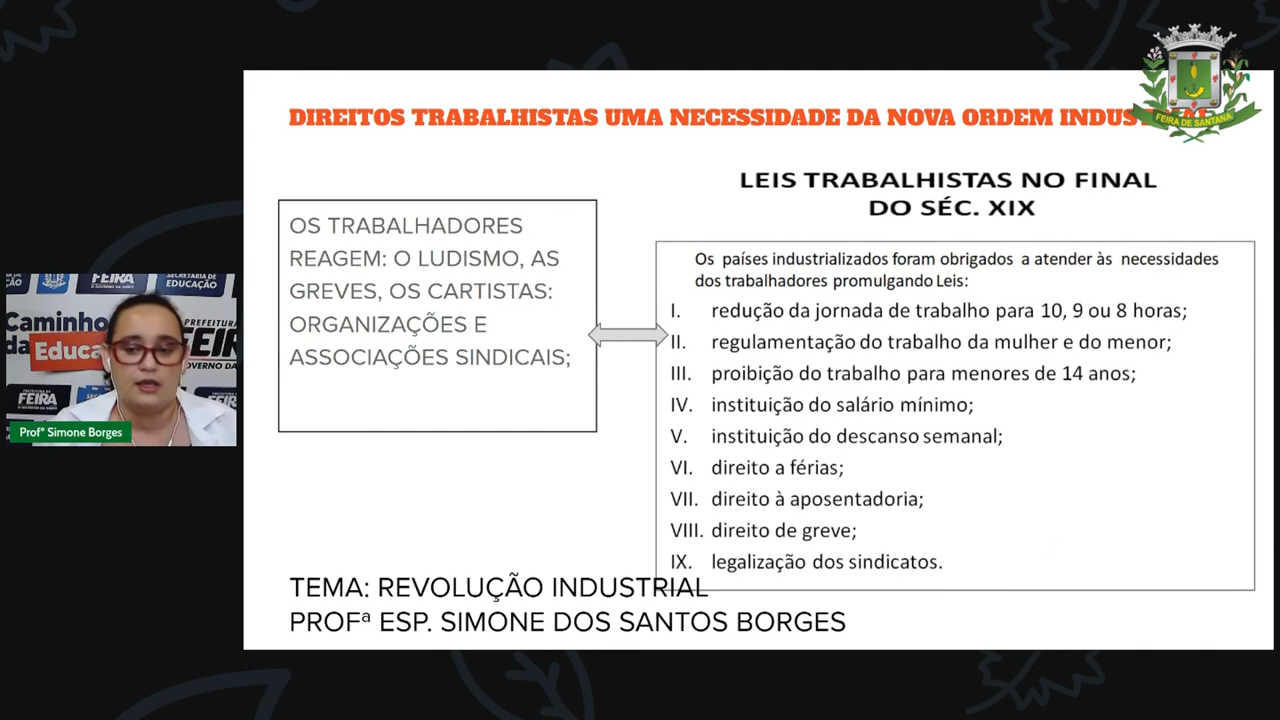 DIREITOS TRABALHISTAS UMA NECESSIDADE DA NOVA ORDEM
FEIRA DE SANTANA
LEIS TRABALHISTAS NO FINAL
DO SÉC. XIX
OS TRABALHADORES
REAGEM: O LUDISMO, AS
GREVES, OS CARTISTAS:
ORGANIZAÇÕES E
ASSOCIAÇÕES SINDICAIS;
Os países industrializados foram obrigados a atender às necessidades
dos trabalhadores promulgando Leis:
I. redução da jornada de trabalho para 10, 9 ou 8 horas;
II. regulamentação do trabalho da mulher e do menor;
III. proibição do trabalho para menores de 14 anos;
IV. instituição do salário mínimo;
V. instituição do descanso semanal;
VI. direito a férias;
VII. direito à aposentadoria;
VIII. direito de greve;
IX. legalização dos sindicatos.
TEMA: REVOLUÇÃO INDUSTRIAL
PROFª ESP. SIMONE DOS SANTOS BORGES
FEIRA
SECRETARIA DE
EDUCAÇÃO
Caminho
da Educa
PREFEITURA
FEIRA
Profª Simone Borges